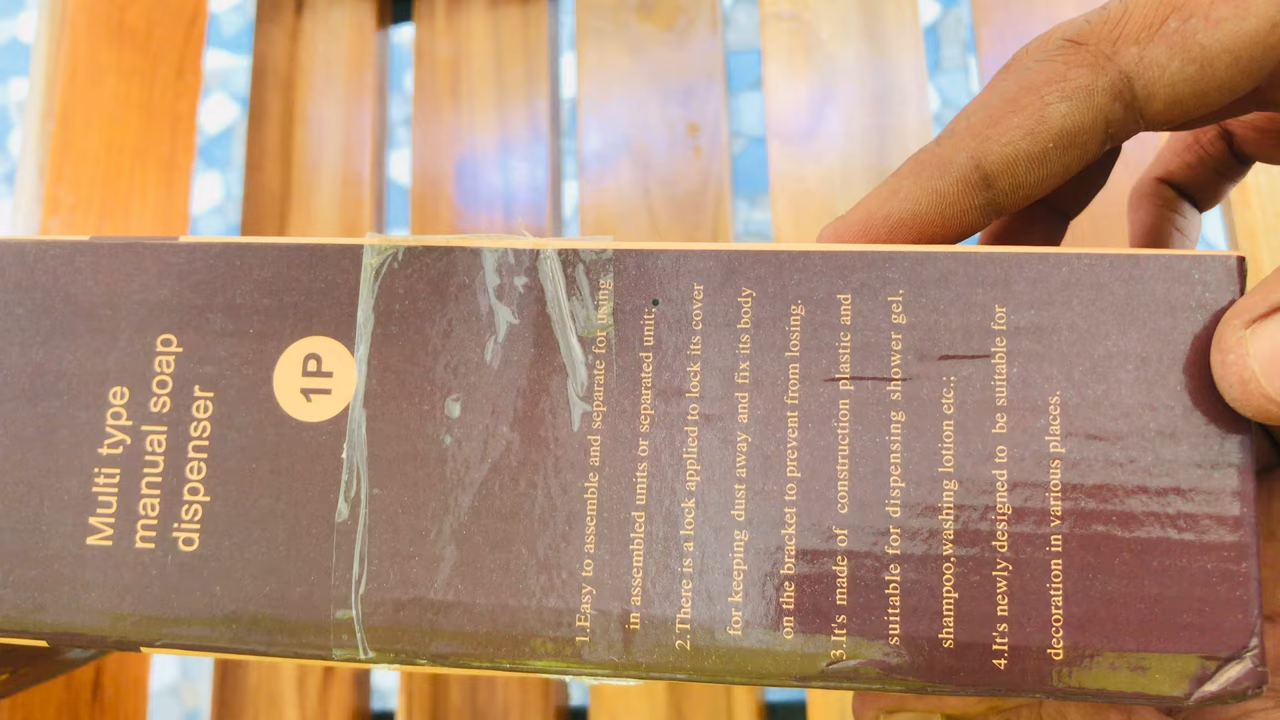 Multi type
manual soap
dispenser
1P
1.Easy to assemble and separate for using
in assembled units or separated unit;
2.There is a lock applied to lock its cover
for keeping dust away and fix its body
on the bracket to prevent from losing.
3.It's made of construction plastic and
suitable for dispensing shower gel,
shampoo,washing lotion etc.;
4.It's newly designed to be suitable for
decoration in various places.